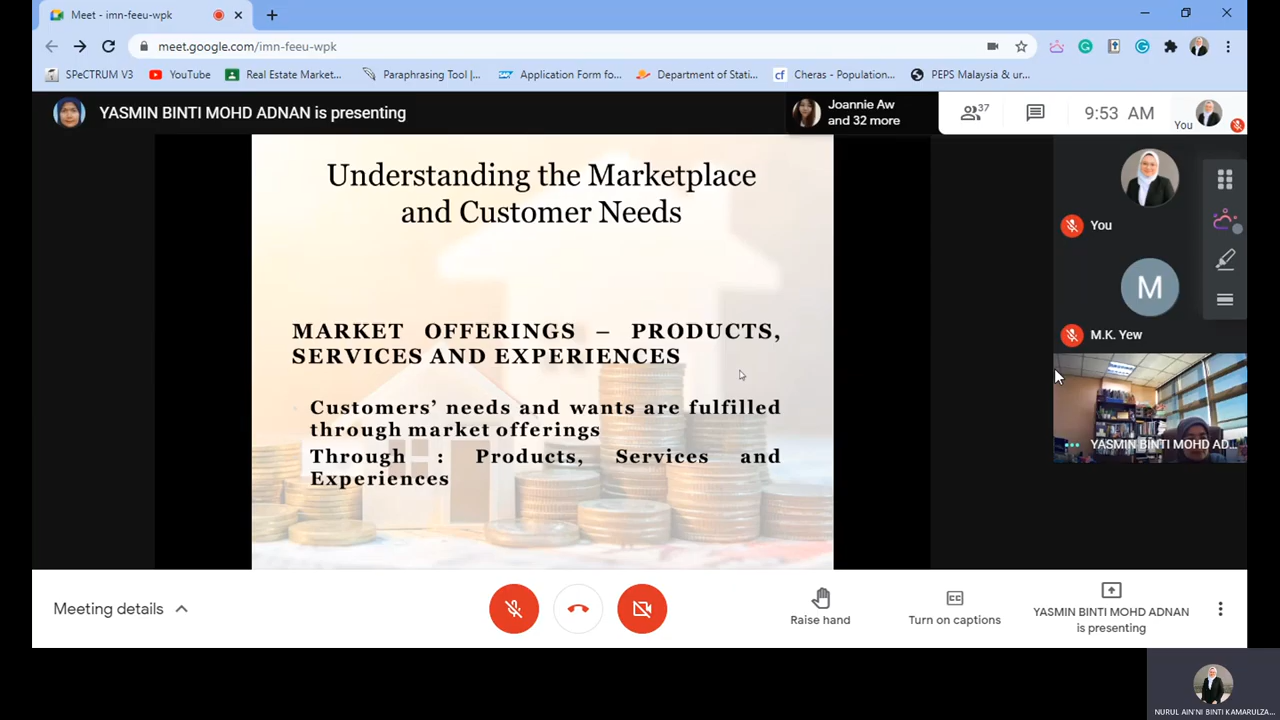 Meet - imn-feeu-wpk
meet.google.com/imn-feeu-wpk
SPeCTRUM V3
YouTube
Real Estate Market...
Paraphrasing Tool |...
Application Form fo...
Department of Stati...
Cheras - Population...
PEPS Malaysia & ur...
YASMIN BINTI MOHD ADNAN is presenting
Joannie Aw
and 32 more
37
9:53 AM
You
Understanding the Marketplace
and Customer Needs
MARKET OFFERINGS – PRODUCTS,
SERVICES AND EXPERIENCES
Customers' needs and wants are fulfilled
through market offerings
Through : Products, Services and
Experiences
You
M
M.K. Yew
YASMIN BINTI MOHD AD...
Meeting details
Raise hand
CC
Turn on captions
YASMIN BINTI MOHD ADNAN
is presenting
NURUL AIN'NI BINTI KAMARULZA...